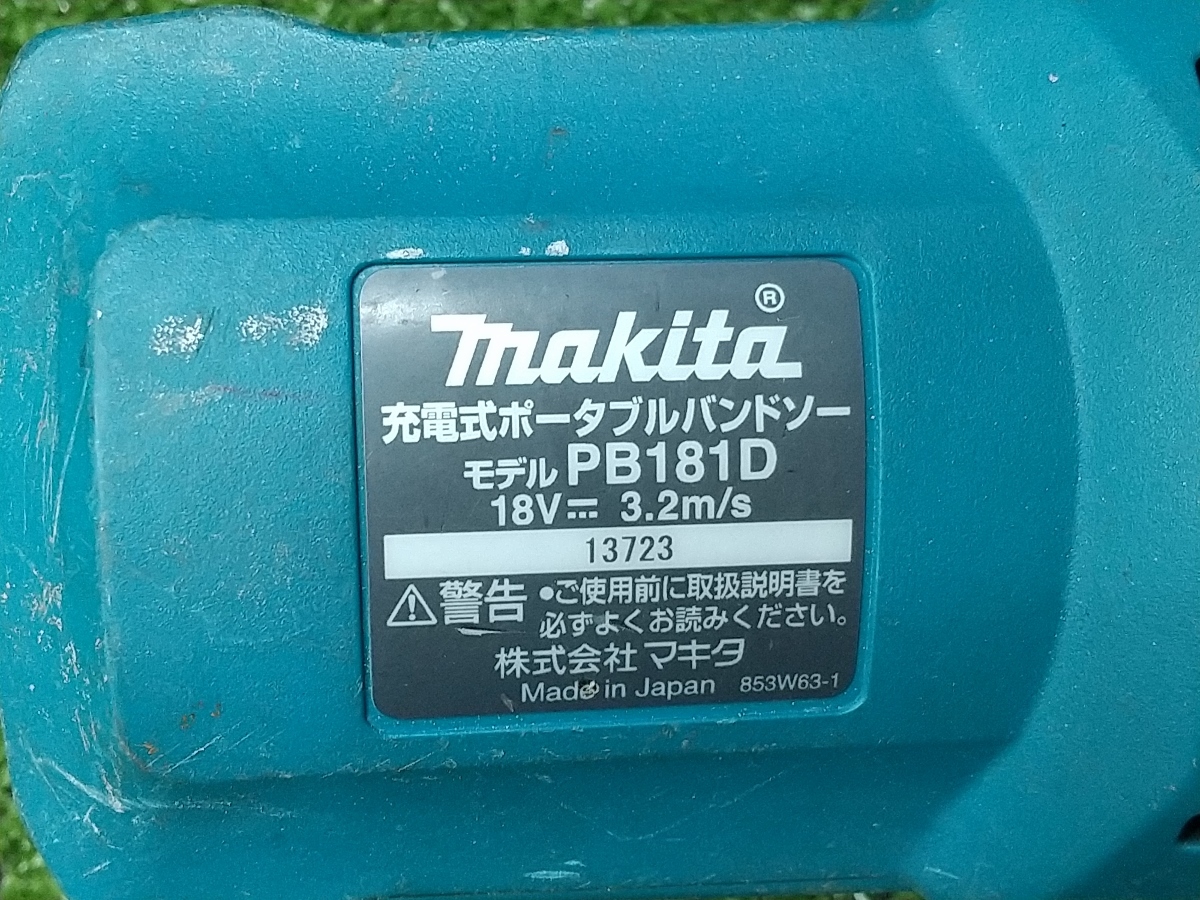 makita®
充電式ポータブルバンドソー
モデル PB181D
18V⎓ 3.2m/s
13723
⚠警告 •ご使用前に取扱説明書を
必ずよくお読みください。
株式会社 マキタ
Made in Japan 853W63-1